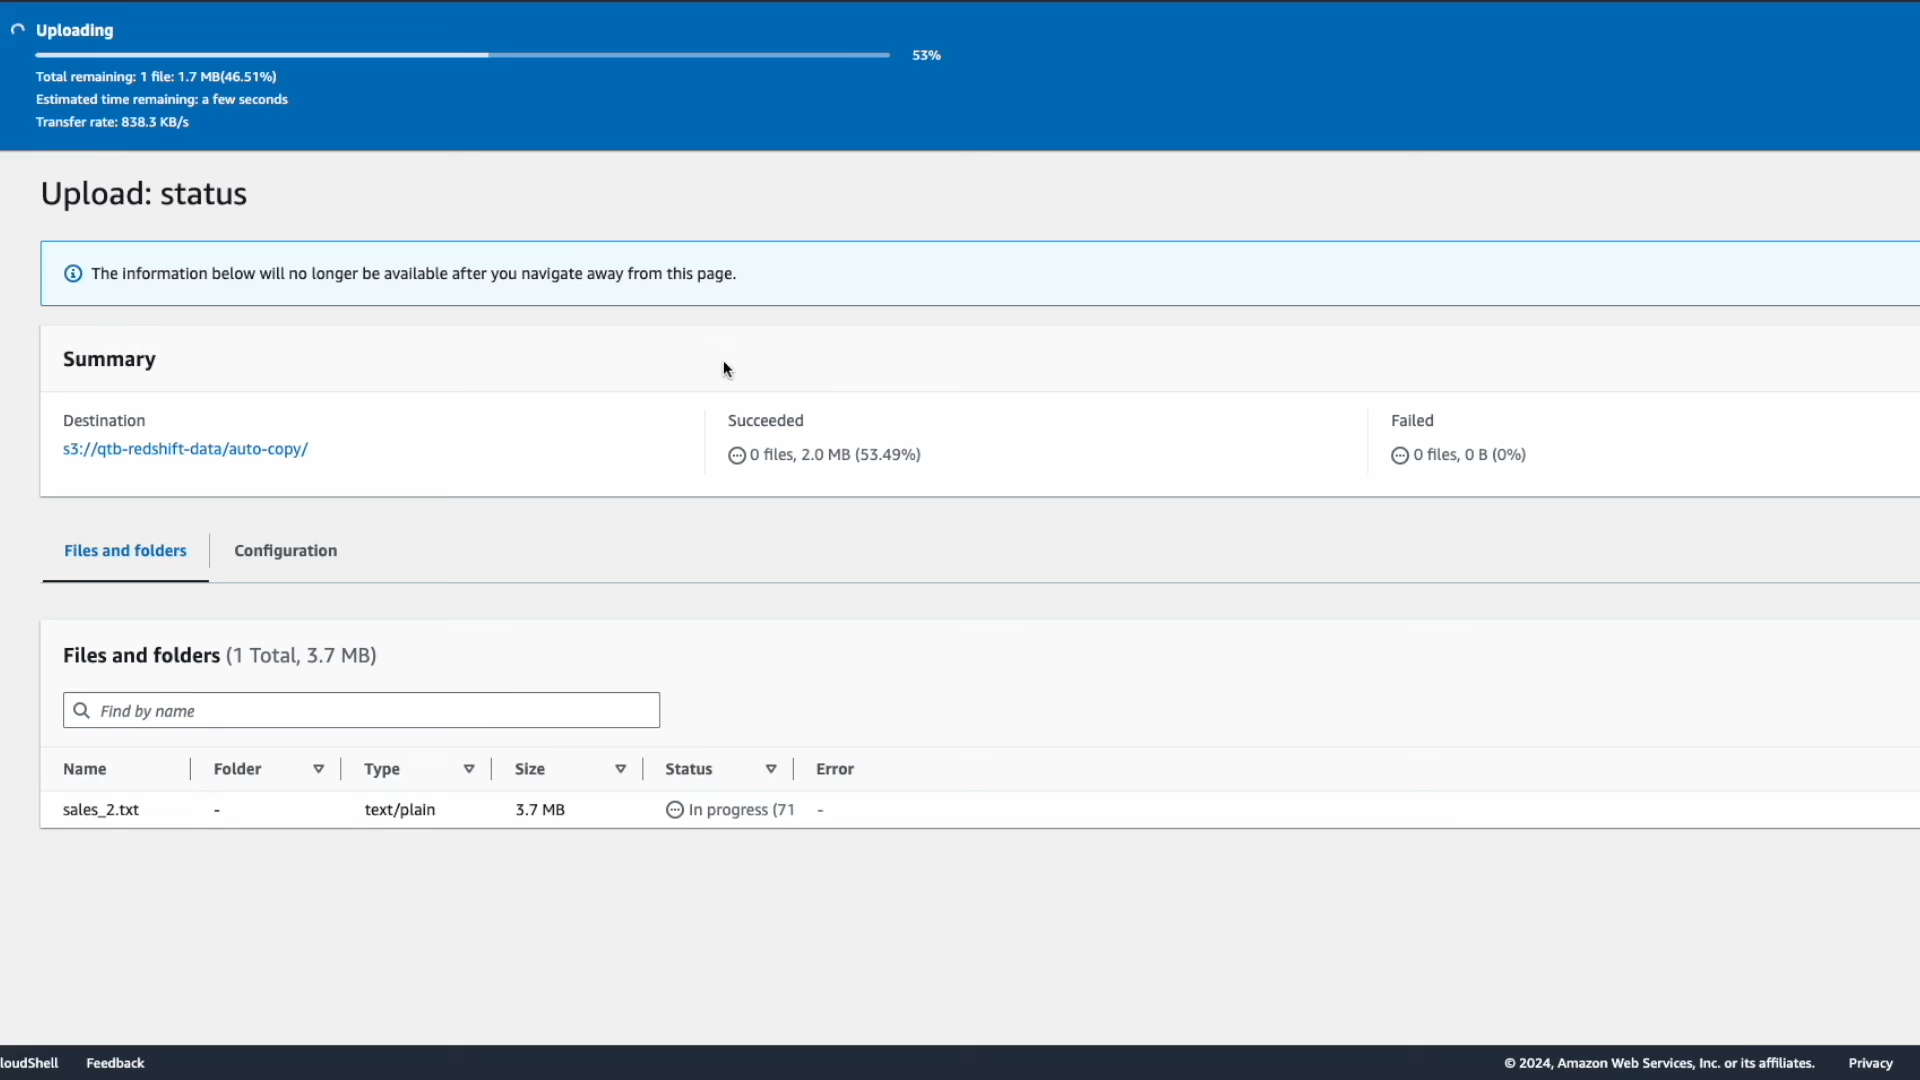 Uploading
53%
Total remaining: 1 file: 1.7 MB(46.51%)
Estimated time remaining: a few seconds
Transfer rate: 838.3 KB/s
Upload: status
The information below will no longer be available after you navigate away from this page.
Summary
Destination
s3://qtb-redshift-data/auto-copy/
Succeeded
0 files, 2.0 MB (53.49%)
Failed
0 files, 0 B (0%)
Files and folders
Configuration
Files and folders (1 Total, 3.7 MB)
Find by name
Name Folder Type Size Status Error
sales_2.txt - text/plain 3.7 MB In progress (71 -
loudShell Feedback © 2024, Amazon Web Services, Inc. or its affiliates. Privacy